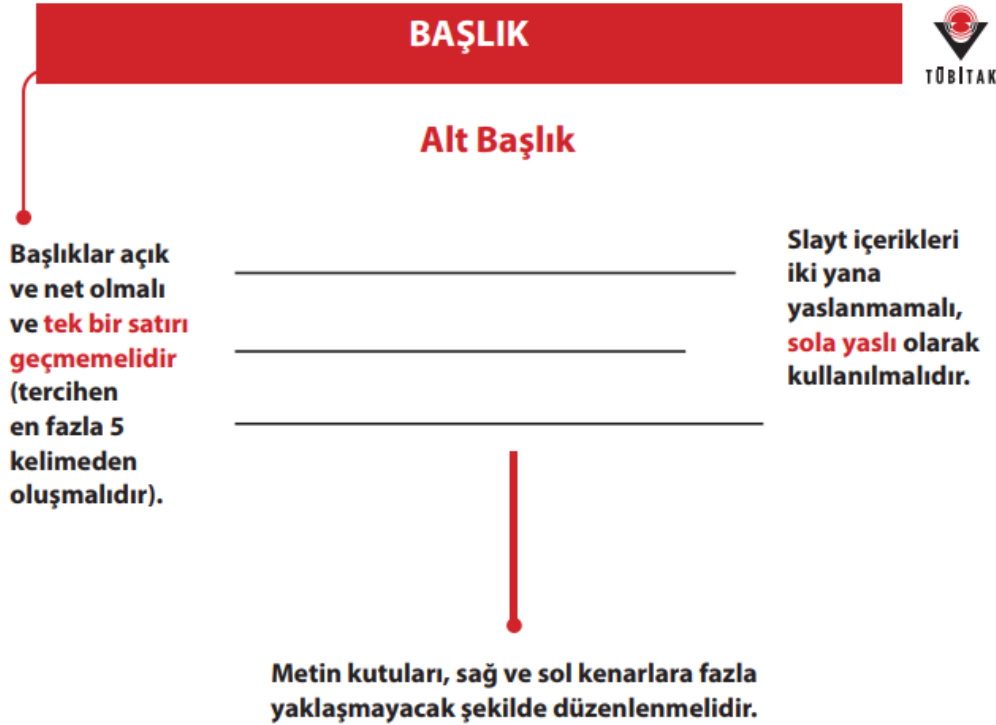 BAŞLIK
TÜBİTAK
Alt Başlık
Başlıklar açık
ve net olmalı
ve tek bir satırı
geçmemelidir
(tercihen
en fazla 5
kelimeden
oluşmalıdır).
Slayt içerikleri
iki yana
yaslanmamalı,
sola yaslı olarak
kullanılmalıdır.
Metin kutuları, sağ ve sol kenarlara fazla
yaklaşmayacak şekilde düzenlenmelidir.